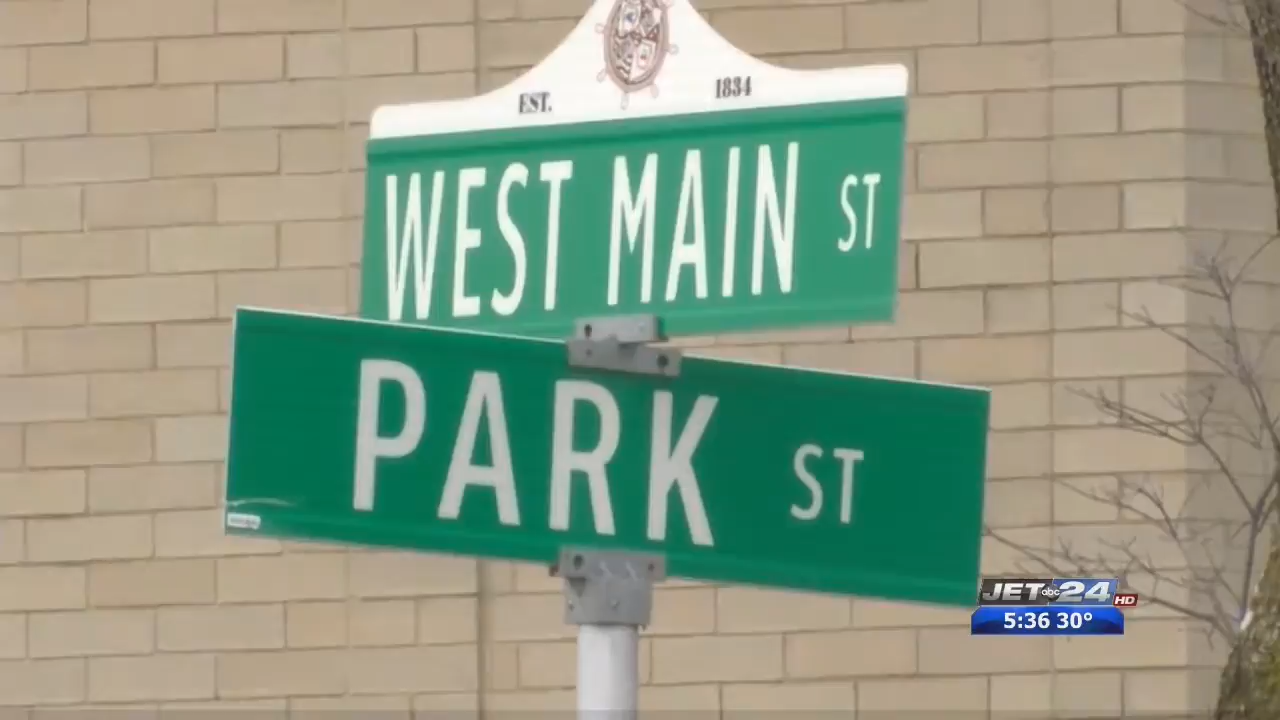 EST. 1834
WEST MAIN ST
PARK ST
JET abc 24 HD
5:36 30°